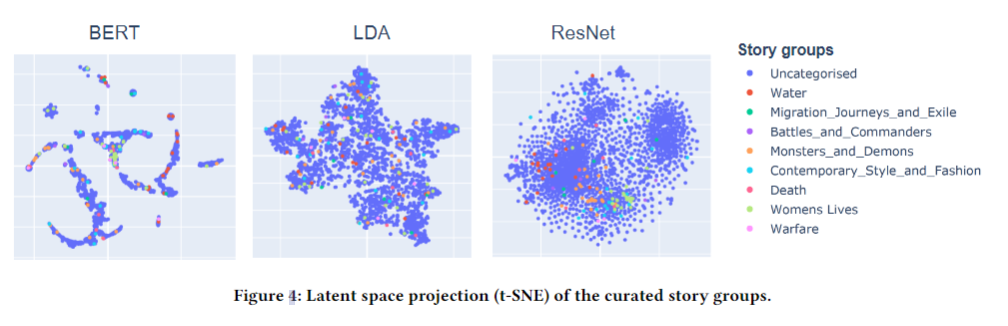 BERT
LDA
ResNet
Story groups
Uncategorised
Water
Migration_Journeys_and_Exile
Battles_and_Commanders
Monsters_and_Demons
Contemporary_Style_and_Fashion
Death
Womens Lives
Warfare
Figure 4: Latent space projection (t-SNE) of the curated story groups.